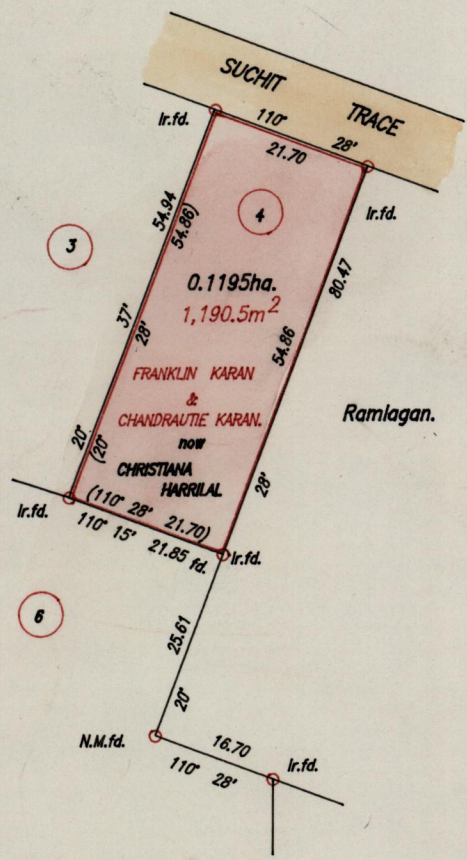 SUCHIT TRACE
Ir.fd.
110° 28'
21.70
Ir.fd.
4
3
54.94
54.86)
80.47
0.1195ha.
1,190.5m²
37'
28'
54.86
FRANKLIN KARAN
&
CHANDRAUTIE KARAN.
now
CHRISTIANA
HARRILAL
Ramlagan.
20°
(20°
28'
(110° 28' 21.70)
Ir.fd.
110° 15' 21.85 fd.
Ir.fd.
6
25.61
20°
N.M.fd.
16.70
Ir.fd.
110° 28'